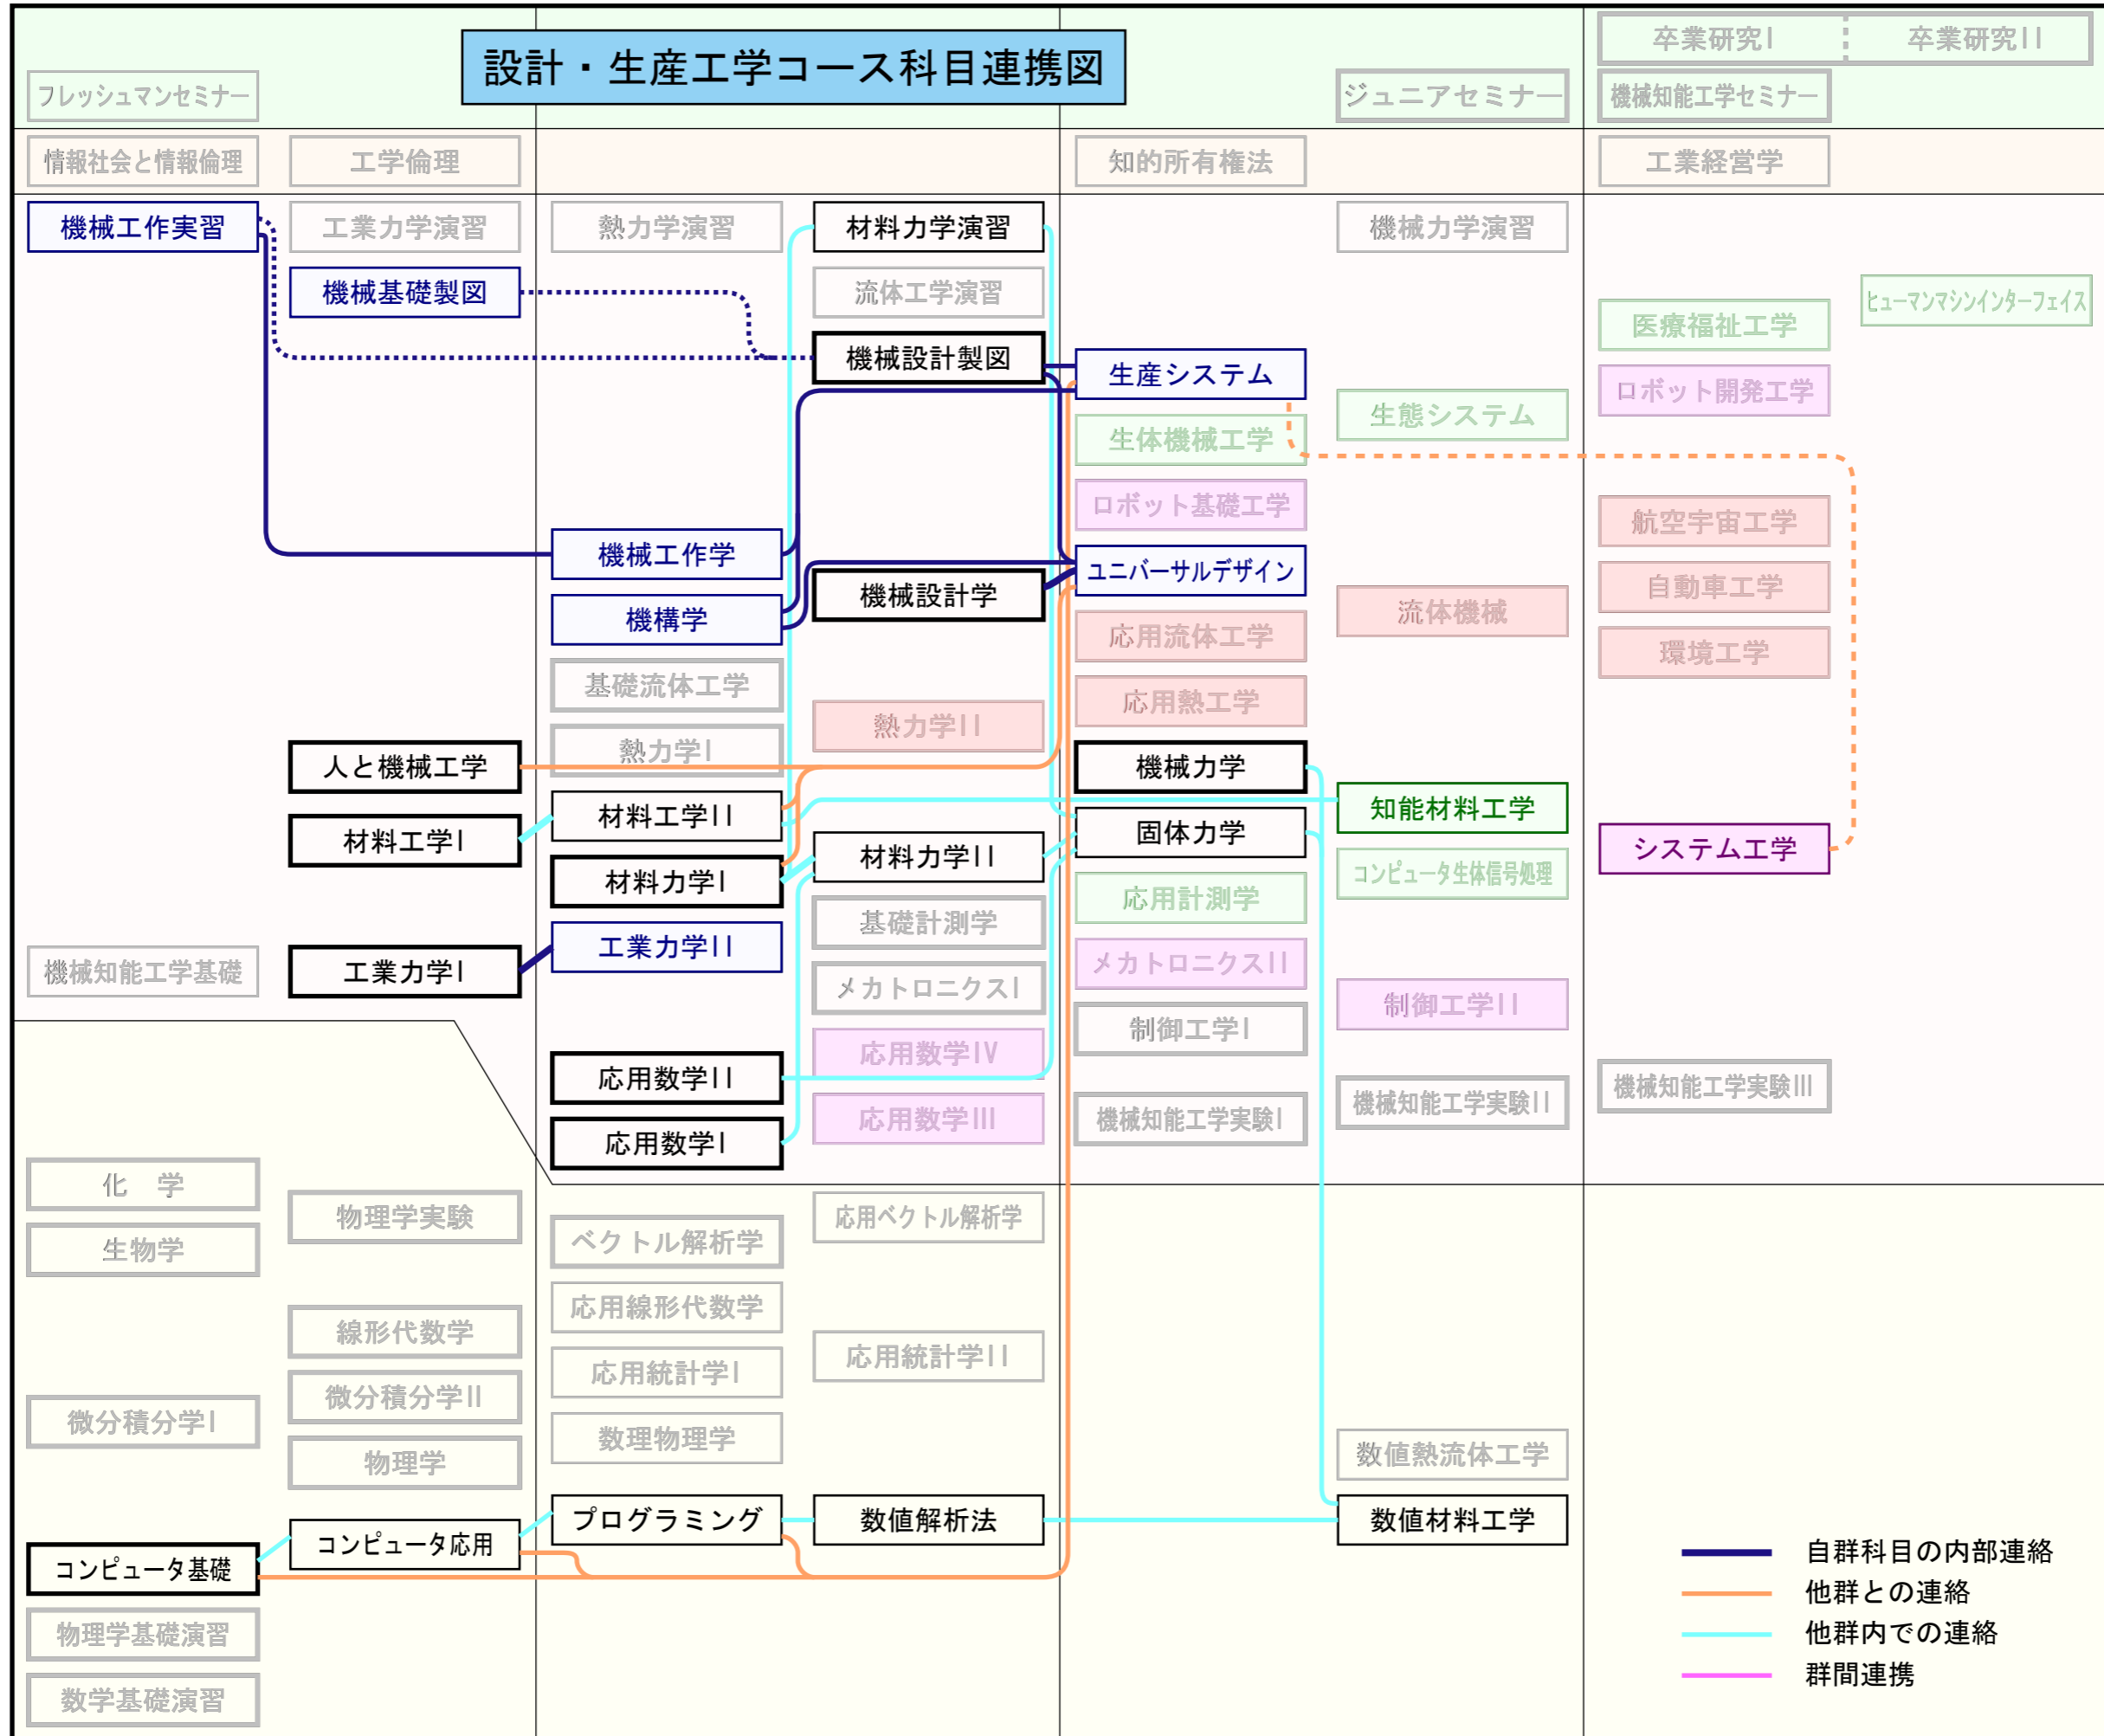 設計・生産工学コース科目連携図
卒業研究I
卒業研究II
フレッシュマンセミナー
ジュニアセミナー
機械知能工学セミナー
情報社会と情報倫理
工学倫理
知的所有権法
工業経営学
機械工作実習
工業力学演習
熱力学演習
材料力学演習
機械力学演習
機械基礎製図
流体工学演習
ヒューマンマシンインターフェイス
医療福祉工学
機械設計製図
生産システム
ロボット開発工学
生態システム
生体機械工学
ロボット基礎工学
航空宇宙工学
機械工作学
ユニバーサルデザイン
自動車工学
機械設計学
流体機械
機構学
応用流体工学
環境工学
基礎流体工学
応用熱工学
熱力学II
熱力学I
人と機械工学
機械力学
材料工学II
知能材料工学
材料工学I
固体力学
システム工学
材料力学II
材料力学I
コンピュータ生体信号処理
応用計測学
基礎計測学
工業力学II
メカトロニクスII
機械知能工学基礎
工業力学I
メカトロニクスI
制御工学II
制御工学I
応用数学IV
応用数学II
機械知能工学実験III
機械知能工学実験II
応用数学III
機械知能工学実験I
応用数学I
化　学
物理学実験
応用ベクトル解析学
生物学
ベクトル解析学
応用線形代数学
線形代数学
応用統計学II
応用統計学I
微分積分学II
微分積分学I
数理物理学
物理学
数値熱流体工学
プログラミング
数値解析法
数値材料工学
コンピュータ応用
コンピュータ基礎
物理学基礎演習
数学基礎演習
自群科目の内部連絡
他群との連絡
他群内での連絡
群間連携